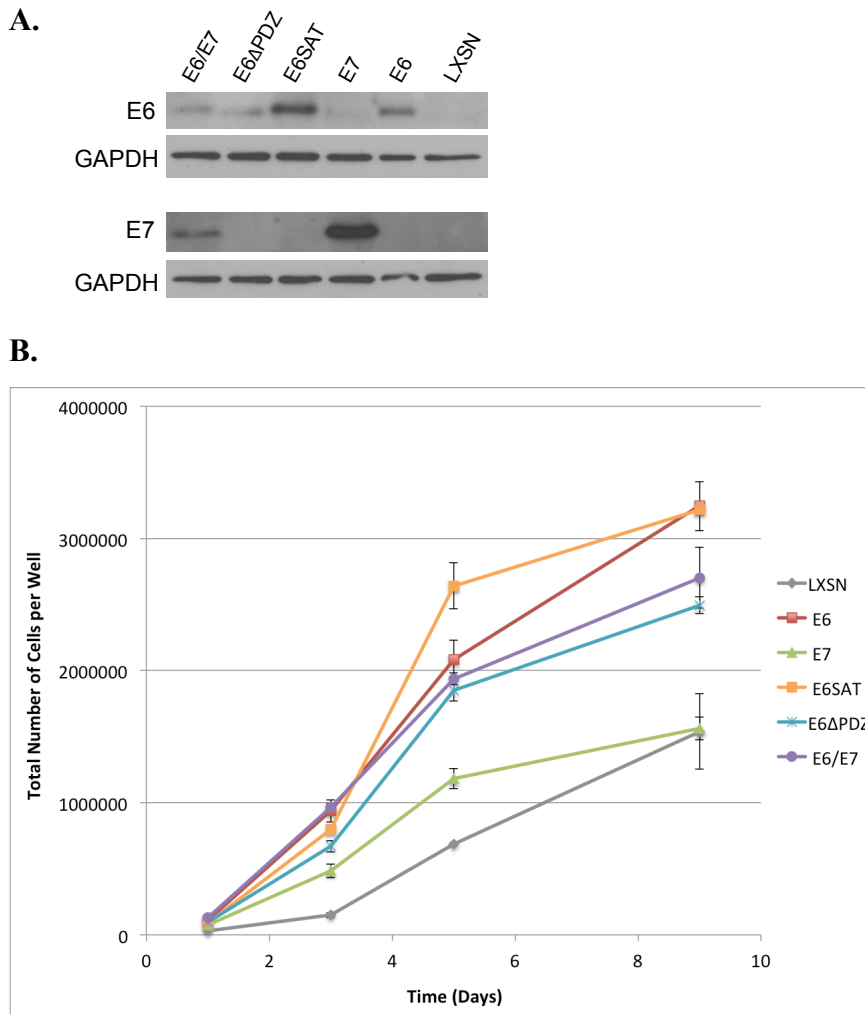 A.
E6/E7 E6ΔPDZ E6SAT E7 E6 LXSN
E6
GAPDH
E7
GAPDH
B.
4000000
3000000
2000000
1000000
0
Total Number of Cells per Well
0 2 4 6 8 10
Time (Days)
LXSN
E6
E7
E6SAT
E6ΔPDZ
E6/E7